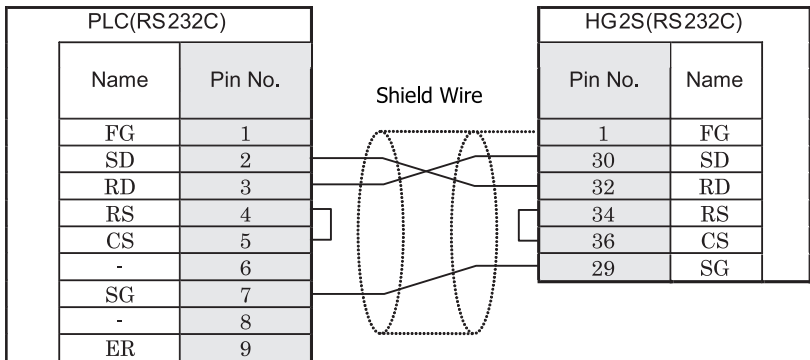 PLC(RS232C)
Name Pin No.
FG 1
SD 2
RD 3
RS 4
CS 5
- 6
SG 7
- 8
ER 9
Shield Wire
HG2S(RS232C)
Pin No. Name
1 FG
30 SD
32 RD
34 RS
36 CS
29 SG